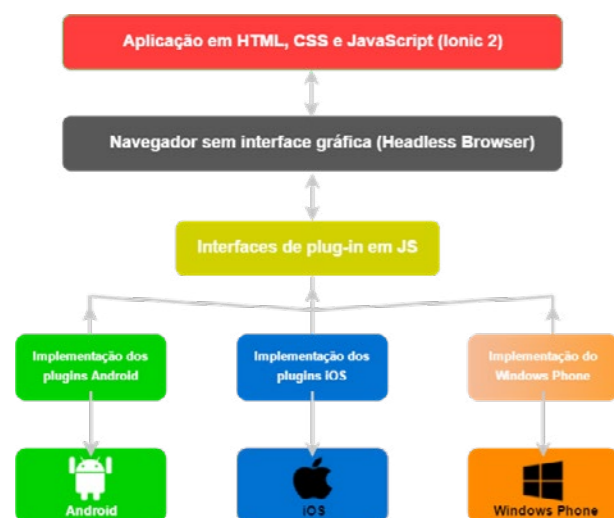 Aplicação em HTML, CSS e JavaScript (Ionic 2)
Navegador sem interface gráfica (Headless Browser)
Interfaces de plug-in em JS
Implementação dos
plugins Android
Implementação dos
plugins iOS
Implementação do
Windows Phone
Android
iOS
Windows Phone